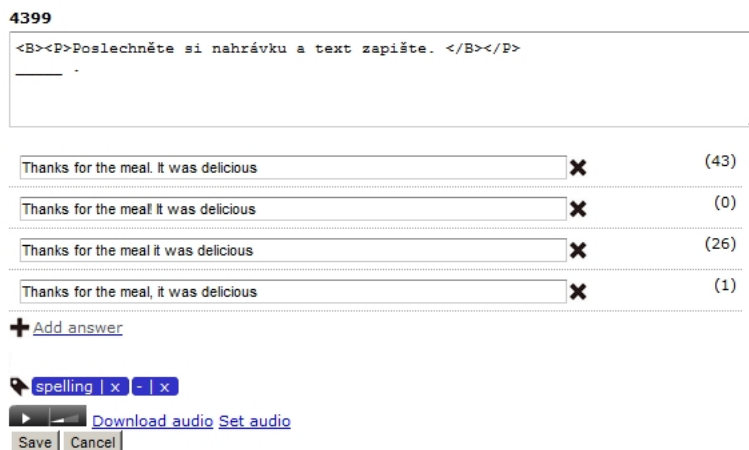 4399
<B><P>Poslechněte si nahrávku a text zapište. </B></P>
_____ .
Thanks for the meal. It was delicious (43)
Thanks for the meal! It was delicious (0)
Thanks for the meal it was delicious (26)
Thanks for the meal, it was delicious (1)
Add answer
spelling | x - | x
Download audio Set audio
Save Cancel